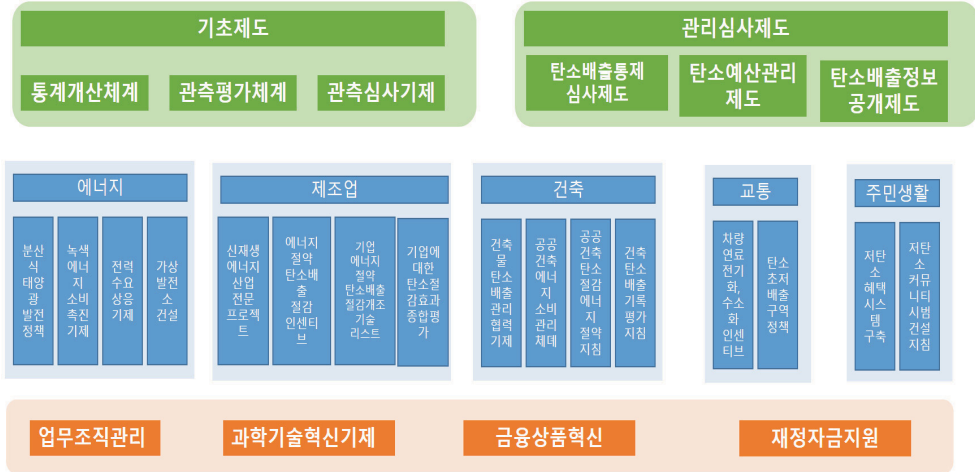 기초제도
통계개산체계
관측평가체계
관측심사기제
관리심사제도
탄소배출통제
심사제도
탄소예산관리
제도
탄소배출정보
공개제도
에너지
분산
식
태양
광
발전
정책
녹색
에너
지
소비
촉진
기제
전력
수요
상응
기제
가상
발전
소
건설
제조업
신재생
에너지
산업
전문
프로젝
트
에너지
절약
탄소배
출
절감
인센티
브
기업
에너지
절약
탄소배출
절감개조
기술
리스트
기업에
대한
탄소절
감효과
종합평
가
건축
건축
물
탄소
배출
관리
협력
기제
공공
건축
에너
지
소비
관리
체데
공공
건축
탄소
절감
에너
지
절약
지침
건축
탄소
배출
기록
평가
지침
교통
차량
연료
전기
화,
수소
화
인센
티브
탄소
초저
배출
구역
정책
주민생활
저탄
소
혜택
시스
템
구축
저탄
소
커뮤
니티
시범
건설
지침
업무조직관리
과학기술혁신기제
금융상품혁신
재정자금지원